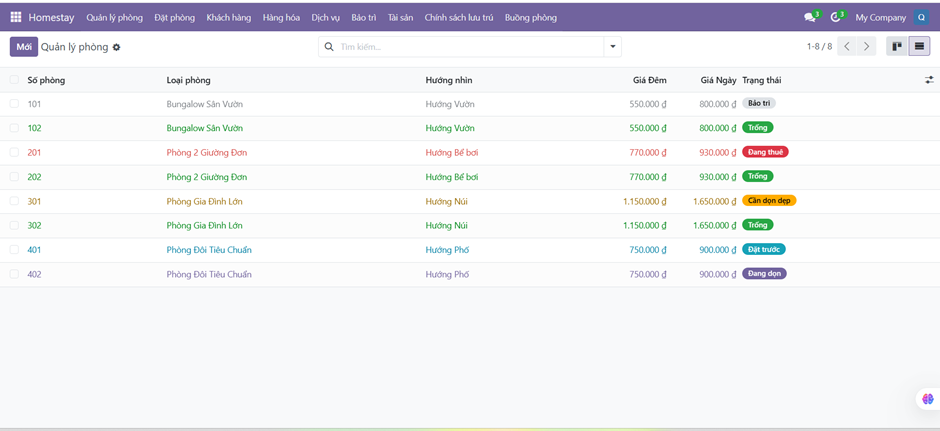 Homestay Quản lý phòng Đặt phòng Khách hàng Hàng hóa Dịch vụ Bảo trì Tài sản Chính sách lưu trú Buồng phòng 3 3 My Company Q
Mới Quản lý phòng Tìm kiếm... 1-8 / 8
Số phòng Loại phòng Hướng nhìn Giá Đêm Giá Ngày Trạng thái
101 Bungalow Sân Vườn Hướng Vườn 550.000 ₫ 800.000 ₫ Bảo trì
102 Bungalow Sân Vườn Hướng Vườn 550.000 ₫ 800.000 ₫ Trống
201 Phòng 2 Giường Đơn Hướng Bể bơi 770.000 ₫ 930.000 ₫ Đang thuê
202 Phòng 2 Giường Đơn Hướng Bể bơi 770.000 ₫ 930.000 ₫ Trống
301 Phòng Gia Đình Lớn Hướng Núi 1.150.000 ₫ 1.650.000 ₫ Cần dọn dẹp
302 Phòng Gia Đình Lớn Hướng Núi 1.150.000 ₫ 1.650.000 ₫ Trống
401 Phòng Đôi Tiêu Chuẩn Hướng Phố 750.000 ₫ 900.000 ₫ Đặt trước
402 Phòng Đôi Tiêu Chuẩn Hướng Phố 750.000 ₫ 900.000 ₫ Đang dọn